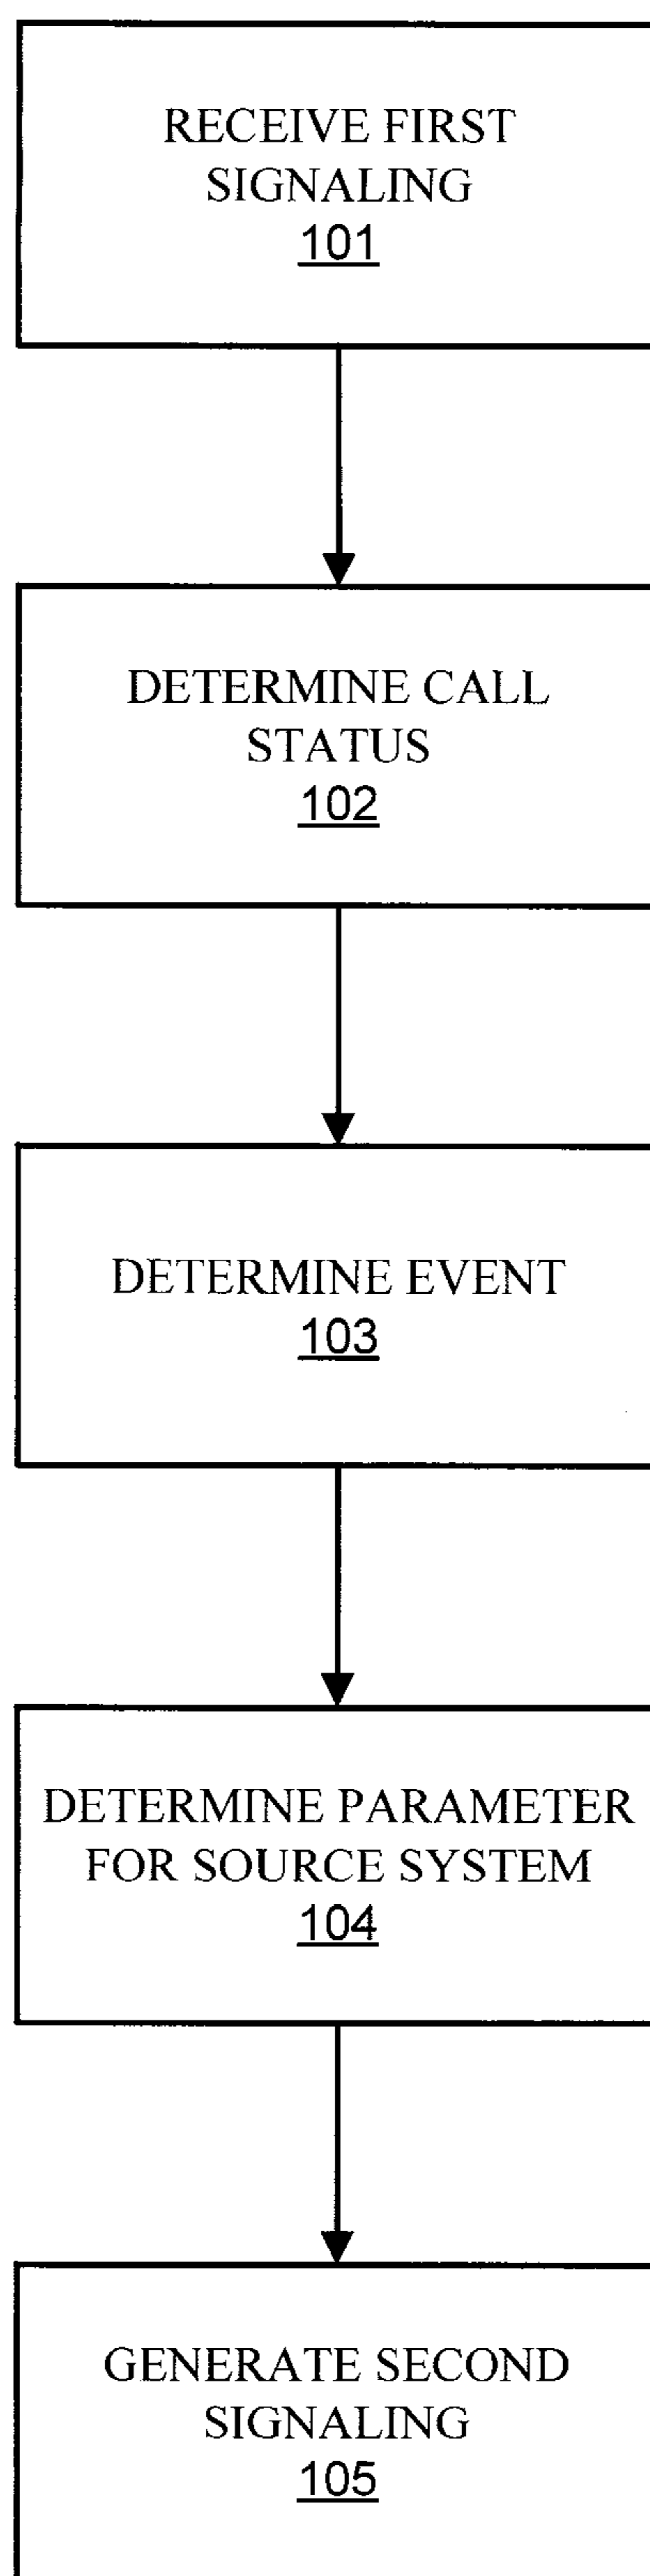 RECEIVE FIRST
SIGNALING
101
DETERMINE CALL
STATUS
102
DETERMINE EVENT
103
DETERMINE PARAMETER
FOR SOURCE SYSTEM
104
GENERATE SECOND
SIGNALING
105